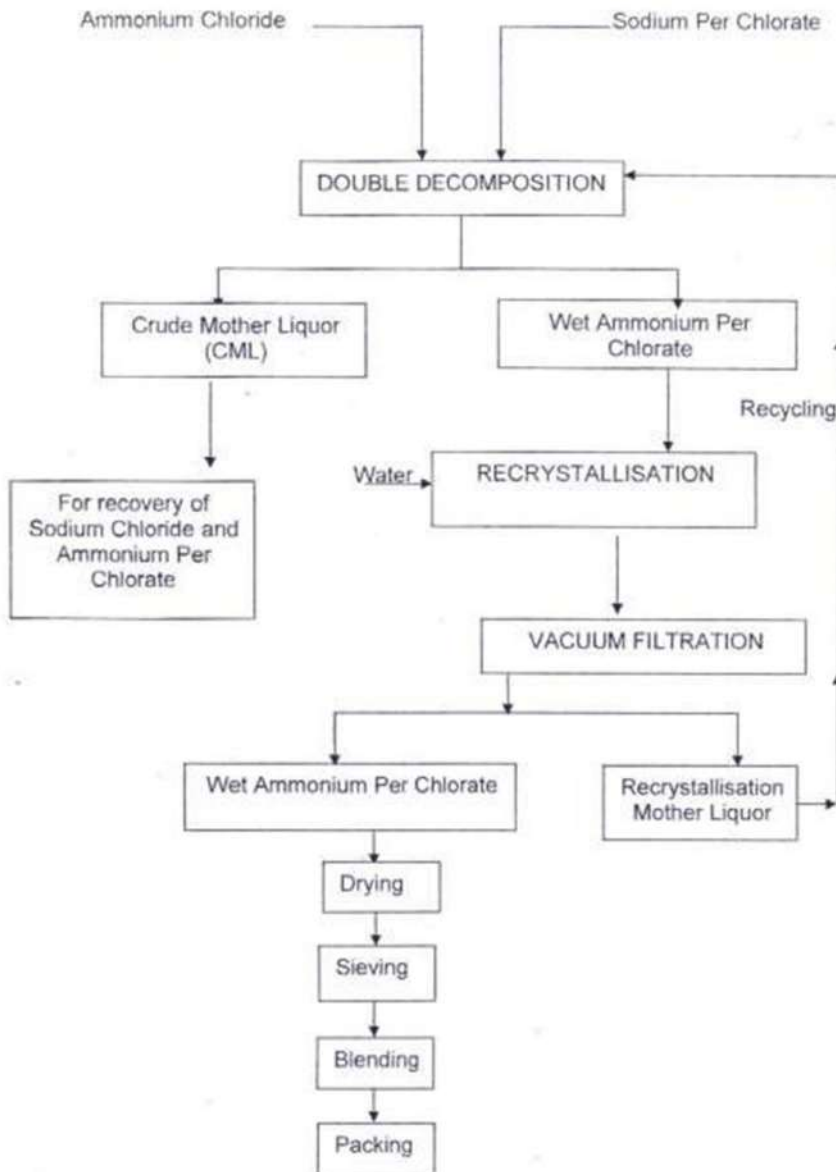 Ammonium Chloride
Sodium Per Chlorate
DOUBLE DECOMPOSITION
Crude Mother Liquor
(CML)
Wet Ammonium Per
Chlorate
Recycling
Water
RECRYSTALLISATION
For recovery of
Sodium Chloride and
Ammonium Per
Chlorate
VACUUM FILTRATION
Wet Ammonium Per Chlorate
Recrystallisation
Mother Liquor
Drying
Sieving
Blending
Packing